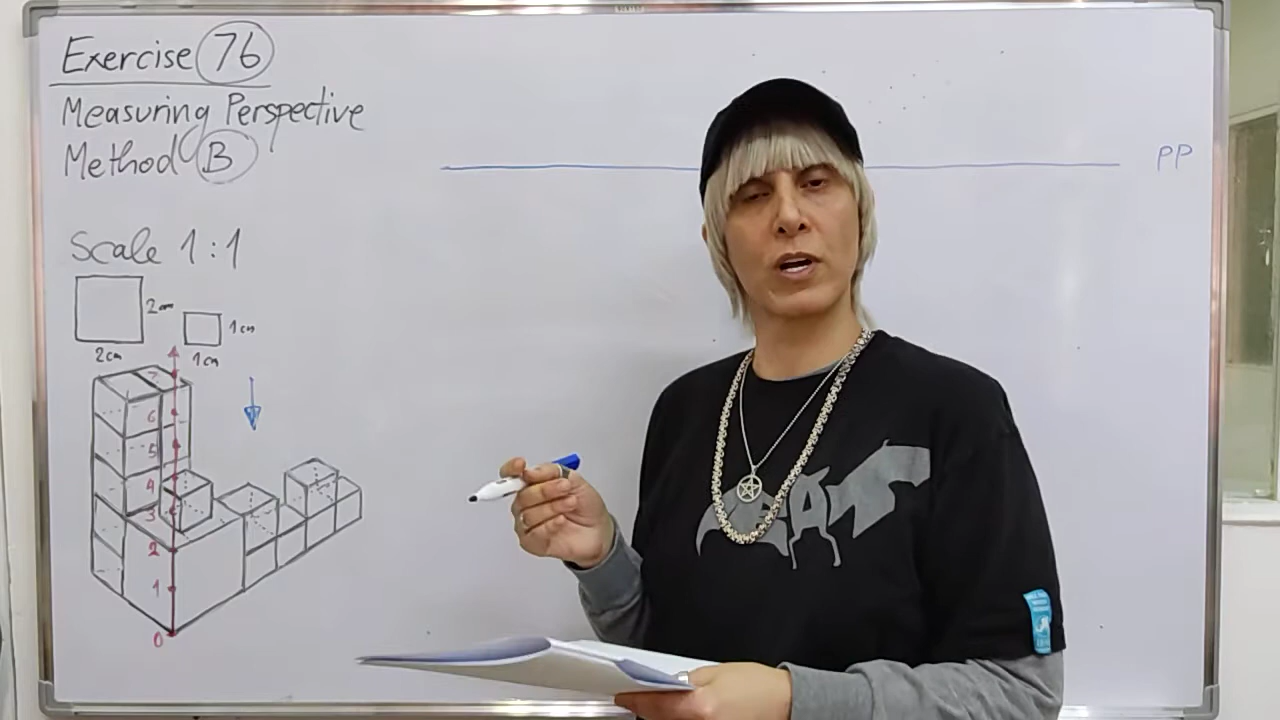 Exercise 76
Measuring Perspective
Method B
PP
Scale 1:1
2cm
1cm
2cm
1cm
7
6
5
4
3
2
1
0